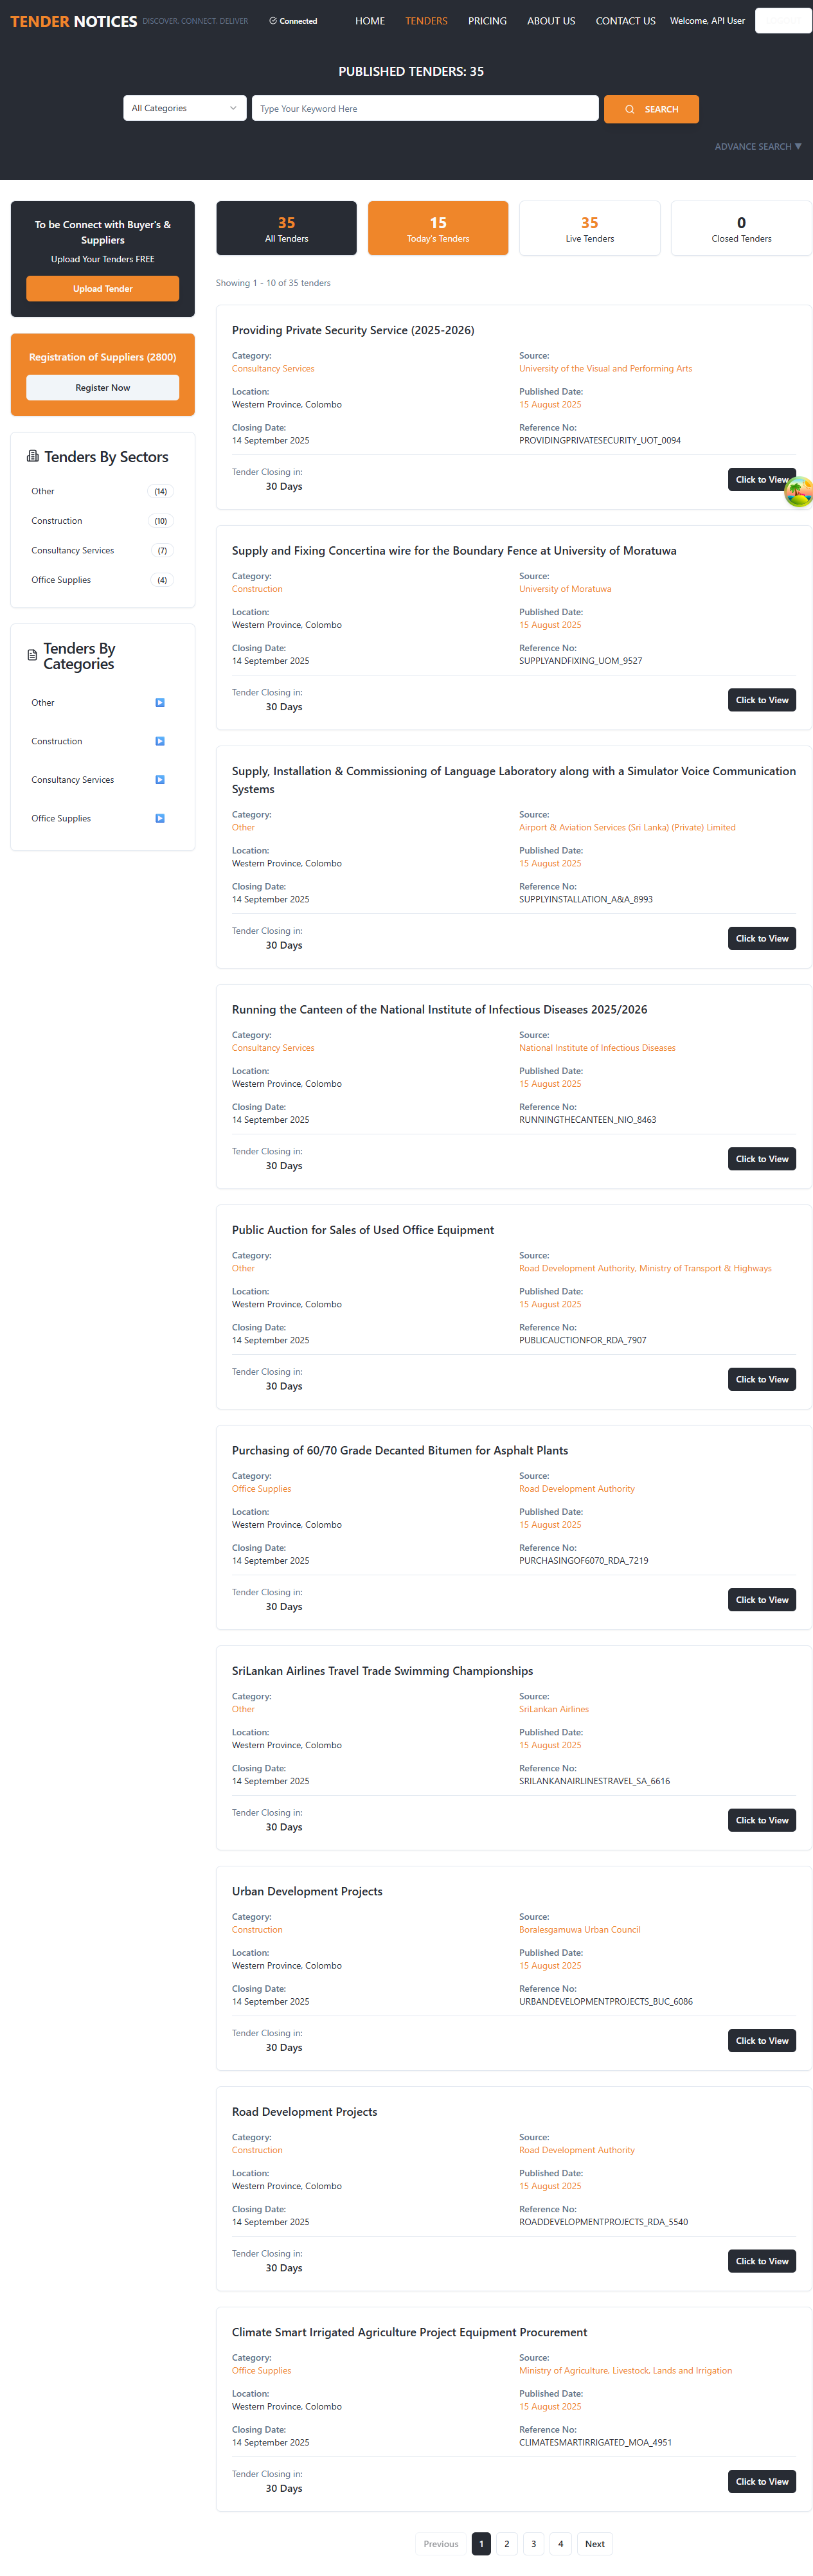 TENDER NOTICES DISCOVER, CONNECT, DELIVER Connected HOME TENDERS PRICING ABOUT US CONTACT US Welcome, API User
PUBLISHED TENDERS: 35
All Categories Type Your Keyword Here SEARCH
ADVANCE SEARCH ▼
To be Connect with Buyer's &
Suppliers
Upload Your Tenders FREE
Upload Tender
Registration of Suppliers (2800)
Register Now
Tenders By Sectors
Other (14)
Construction (10)
Consultancy Services (7)
Office Supplies (4)
Tenders By
Categories
Other
Construction
Consultancy Services
Office Supplies
35 15 35 0
All Tenders Today's Tenders Live Tenders Closed Tenders
Showing 1 - 10 of 35 tenders
Providing Private Security Service (2025-2026)
Category: Source:
Consultancy Services University of the Visual and Performing Arts
Location: Published Date:
Western Province, Colombo 15 August 2025
Closing Date: Reference No:
14 September 2025 PROVIDINGPRIVATESECURITY_UOT_0094
Tender Closing in:
30 Days Click to View
Supply and Fixing Concertina wire for the Boundary Fence at University of Moratuwa
Category: Source:
Construction University of Moratuwa
Location: Published Date:
Western Province, Colombo 15 August 2025
Closing Date: Reference No:
14 September 2025 SUPPLYANDFIXING_UOM_9527
Tender Closing in:
30 Days Click to View
Supply, Installation & Commissioning of Language Laboratory along with a Simulator Voice Communication
Systems
Category: Source:
Other Airport & Aviation Services (Sri Lanka) (Private) Limited
Location: Published Date:
Western Province, Colombo 15 August 2025
Closing Date: Reference No:
14 September 2025 SUPPLYINSTALLATION_A&A_8993
Tender Closing in:
30 Days Click to View
Running the Canteen of the National Institute of Infectious Diseases 2025/2026
Category: Source:
Consultancy Services National Institute of Infectious Diseases
Location: Published Date:
Western Province, Colombo 15 August 2025
Closing Date: Reference No:
14 September 2025 RUNNINGTHECANTEEN_NIO_8463
Tender Closing in:
30 Days Click to View
Public Auction for Sales of Used Office Equipment
Category: Source:
Other Road Development Authority, Ministry of Transport & Highways
Location: Published Date:
Western Province, Colombo 15 August 2025
Closing Date: Reference No:
14 September 2025 PUBLICAUCTIONFOR_RDA_7907
Tender Closing in:
30 Days Click to View
Purchasing of 60/70 Grade Decanted Bitumen for Asphalt Plants
Category: Source:
Office Supplies Road Development Authority
Location: Published Date:
Western Province, Colombo 15 August 2025
Closing Date: Reference No:
14 September 2025 PURCHASINGOF6070_RDA_7219
Tender Closing in:
30 Days Click to View
SriLankan Airlines Travel Trade Swimming Championships
Category: Source:
Other SriLankan Airlines
Location: Published Date:
Western Province, Colombo 15 August 2025
Closing Date: Reference No:
14 September 2025 SRILANKANAIRLINESTRAVEL_SA_6616
Tender Closing in:
30 Days Click to View
Urban Development Projects
Category: Source:
Construction Boralesgamuwa Urban Council
Location: Published Date:
Western Province, Colombo 15 August 2025
Closing Date: Reference No:
14 September 2025 URBANDEVELOPMENTPROJECTS_BUC_6086
Tender Closing in:
30 Days Click to View
Road Development Projects
Category: Source:
Construction Road Development Authority
Location: Published Date:
Western Province, Colombo 15 August 2025
Closing Date: Reference No:
14 September 2025 ROADDEVELOPMENTPROJECTS_RDA_5540
Tender Closing in:
30 Days Click to View
Climate Smart Irrigated Agriculture Project Equipment Procurement
Category: Source:
Office Supplies Ministry of Agriculture, Livestock, Lands and Irrigation
Location: Published Date:
Western Province, Colombo 15 August 2025
Closing Date: Reference No:
14 September 2025 CLIMATESMARTIRRIGATED_MOA_4951
Tender Closing in:
30 Days Click to View
Previous 1 2 3 4 Next